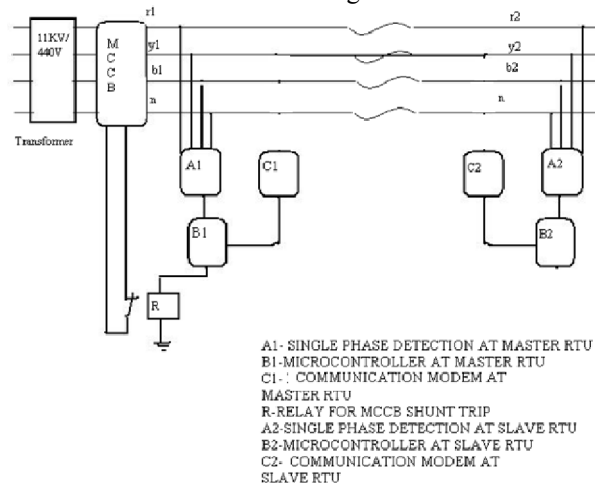 r1
r2
11KV/
440V
M
C
C
B
y1
y2
b1
b2
n
n
Transformer
A1
C1
C2
A2
B1
B2
R
A1- SINGLE PHASE DETECTION AT MASTER RTU
B1-MICROCONTROLLER AT MASTER RTU
C1-: COMMUNICATION MODEM AT
MASTER RTU
R-RELAY FOR MCCB SHUNT TRIP
A2-SINGLE PHASE DETECTION AT SLAVE RTU
B2-MICROCONTROLLER AT SLAVE RTU
C2- COMMUNICATION MODEM AT
SLAVE RTU